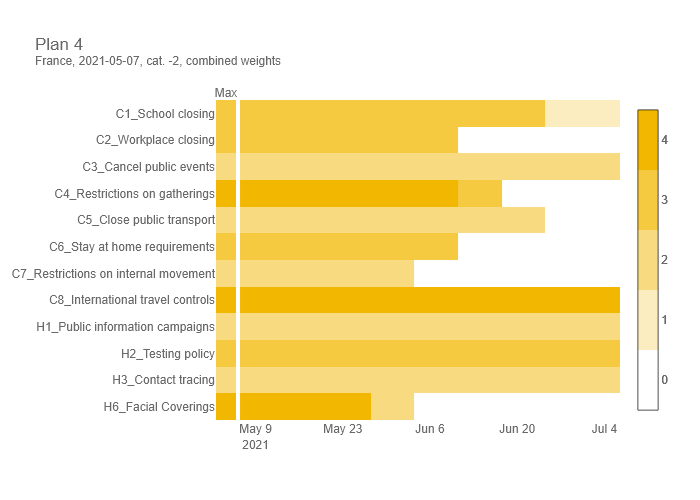 Plan 4
France, 2021-05-07, cat. -2, combined weights
Max
C1_School closing
C2_Workplace closing
C3_Cancel public events
C4_Restrictions on gatherings
C5_Close public transport
C6_Stay at home requirements
C7_Restrictions on internal movement
C8_International travel controls
H1_Public information campaigns
H2_Testing policy
H3_Contact tracing
H6_Facial Coverings
May 9 May 23 Jun 6 Jun 20 Jul 4
2021
4
3
2
1
0